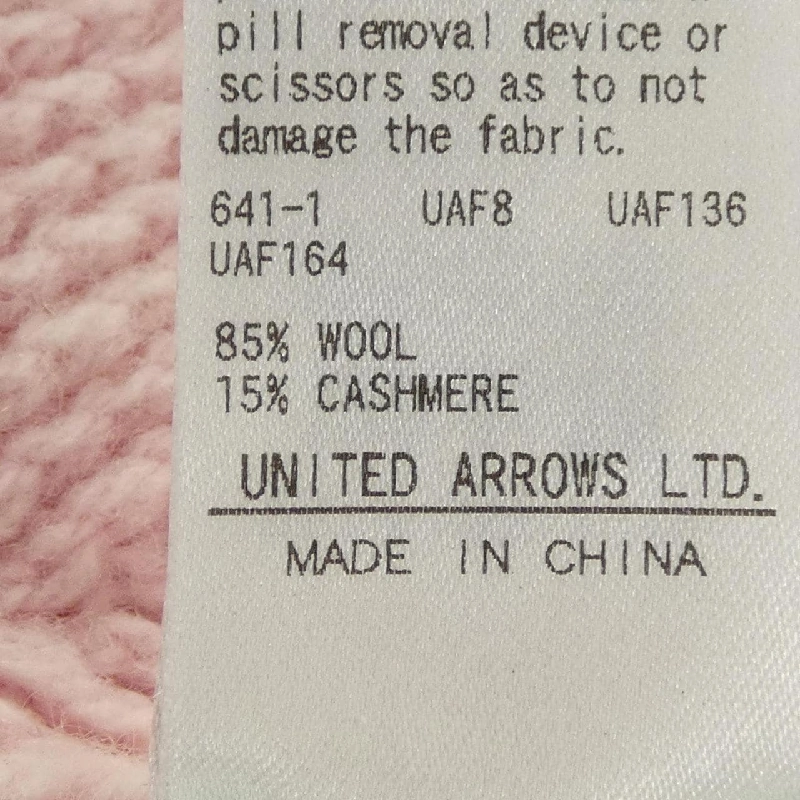 pill removal device or
scissors so as to not
damage the fabric.
641-1 UAF8 UAF136
UAF164
85% WOOL
15% CASHMERE
UNITED ARROWS LTD.
MADE IN CHINA